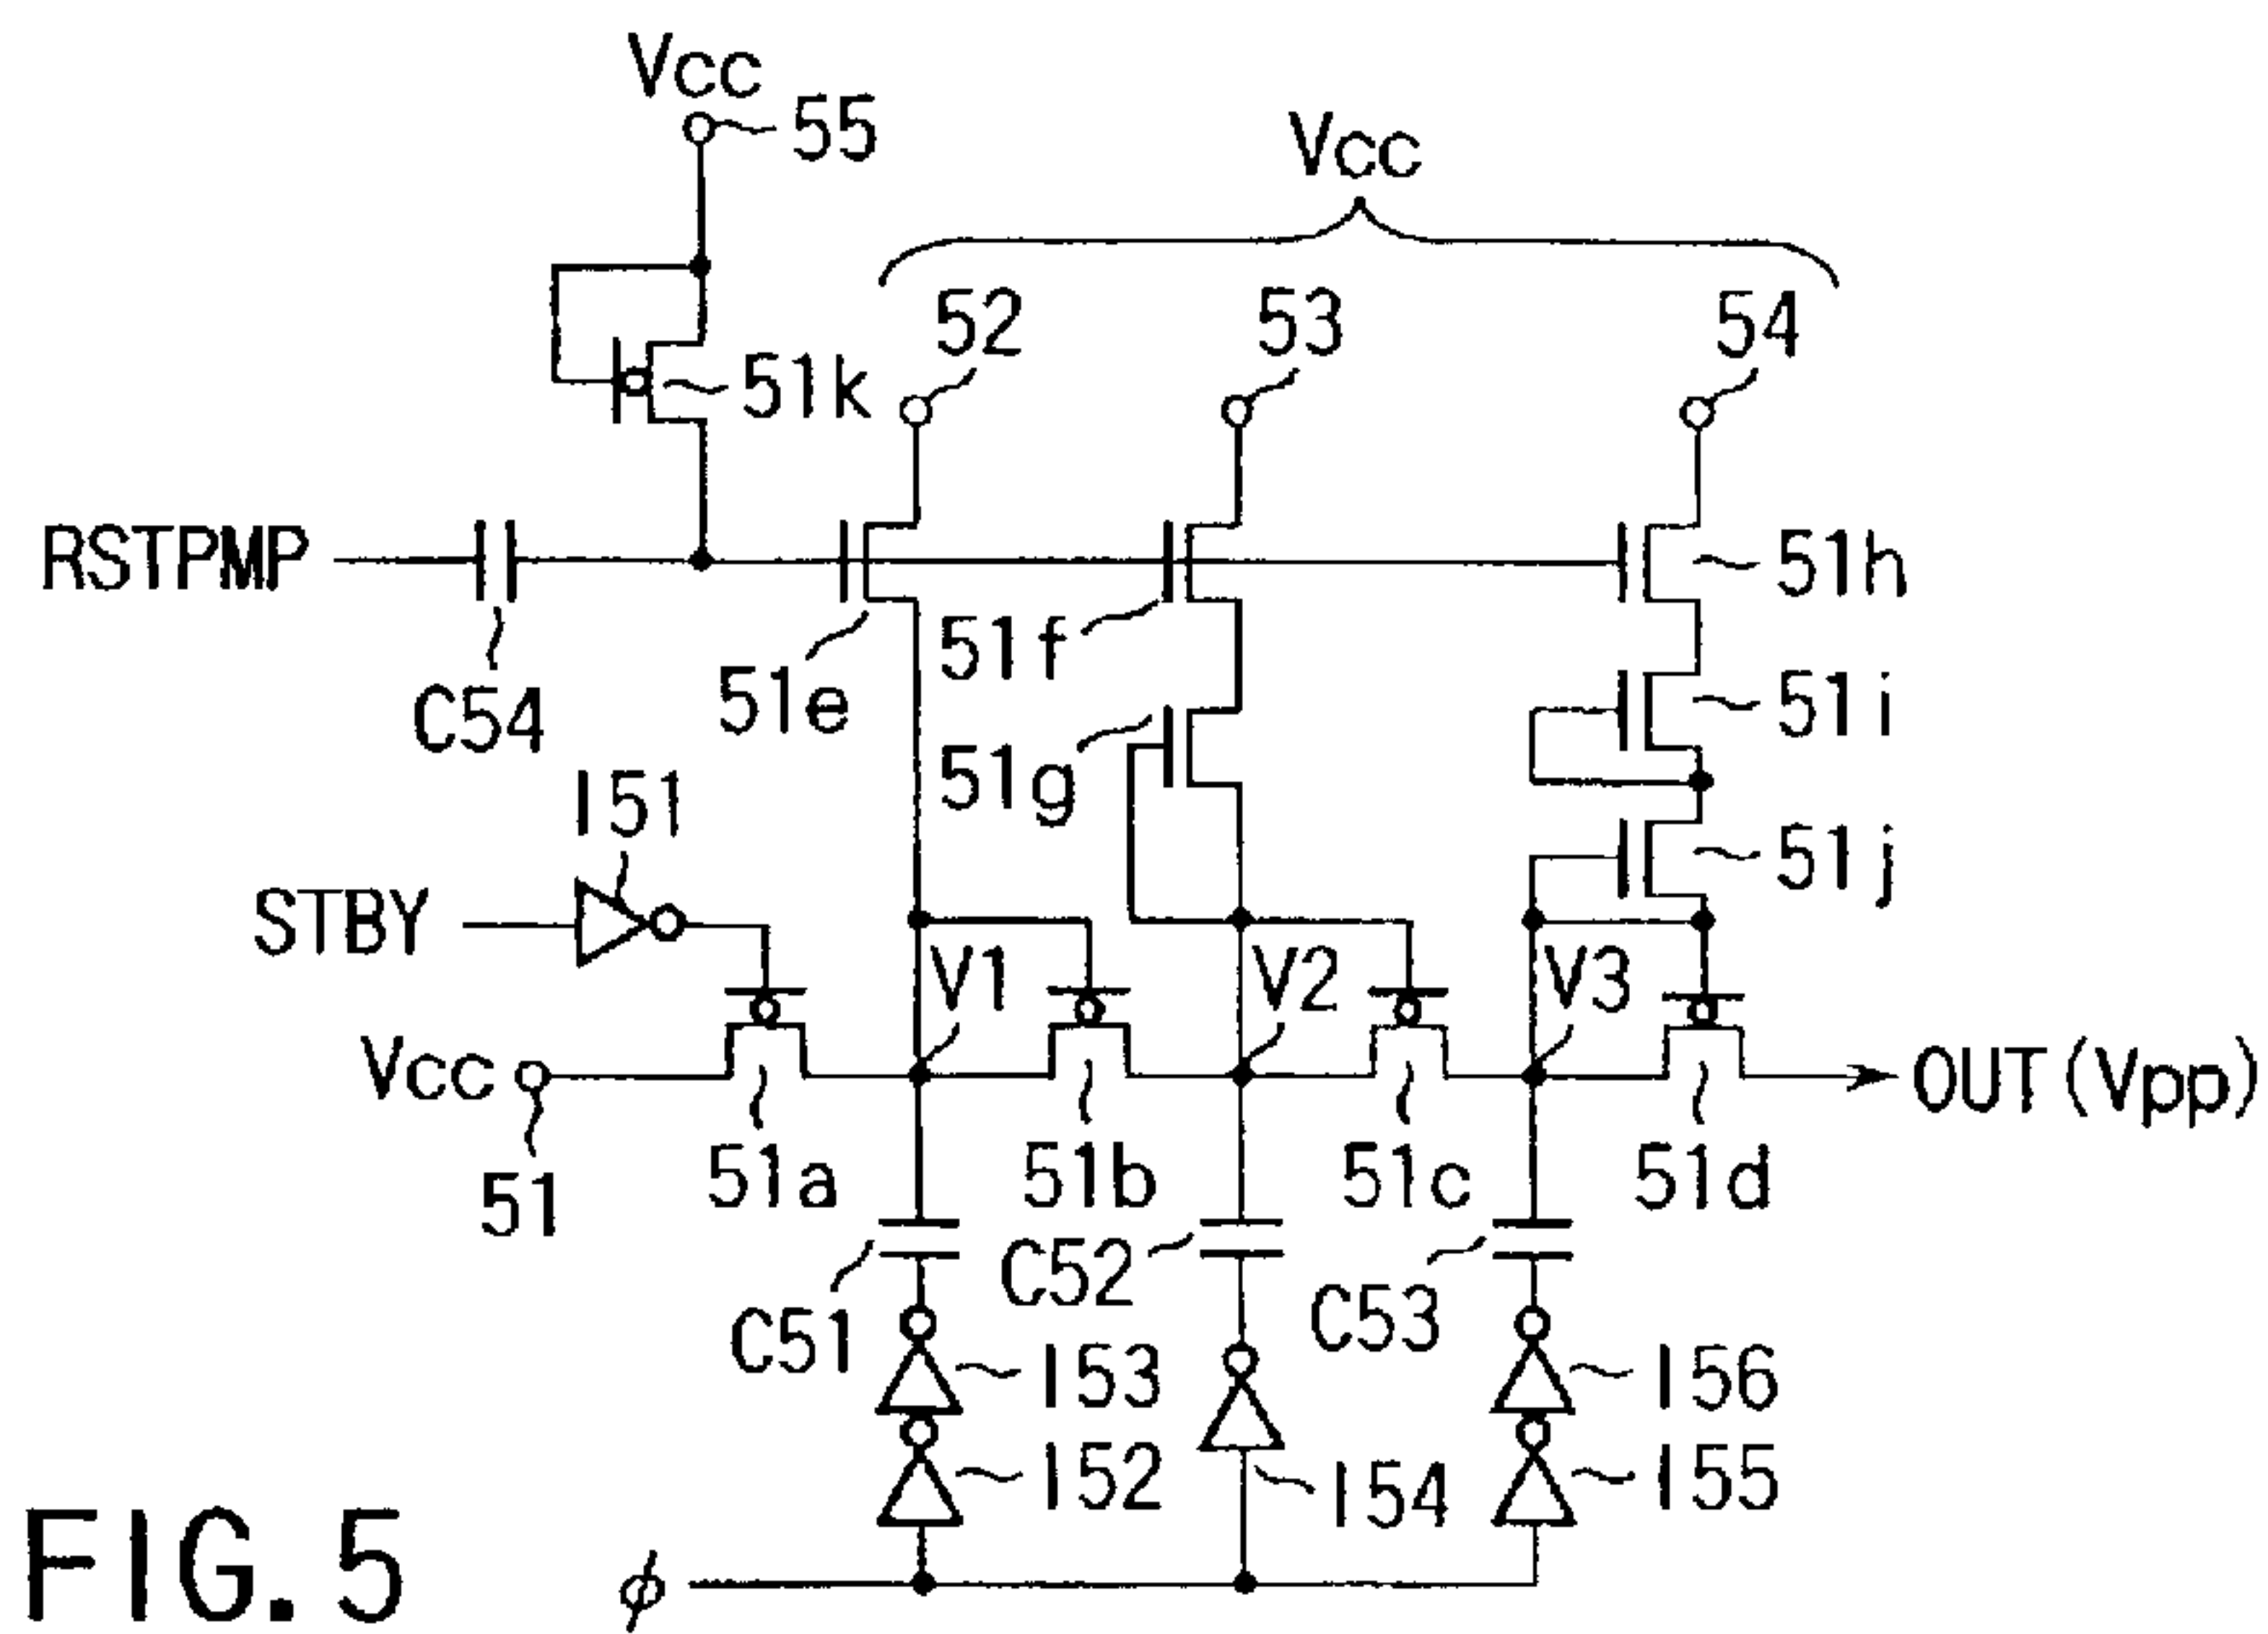 Vcc
55
Vcc
52
53
54
51k
RSTPMP
51h
51f
51e
C54
51i
51g
I51
51j
STBY
V1
V2
V3
Vcc
OUT(Vpp)
51
51a
51b
51c
51d
C51
C52
C53
I53
I56
I52
I54
I55
FIG. 5
ϕ